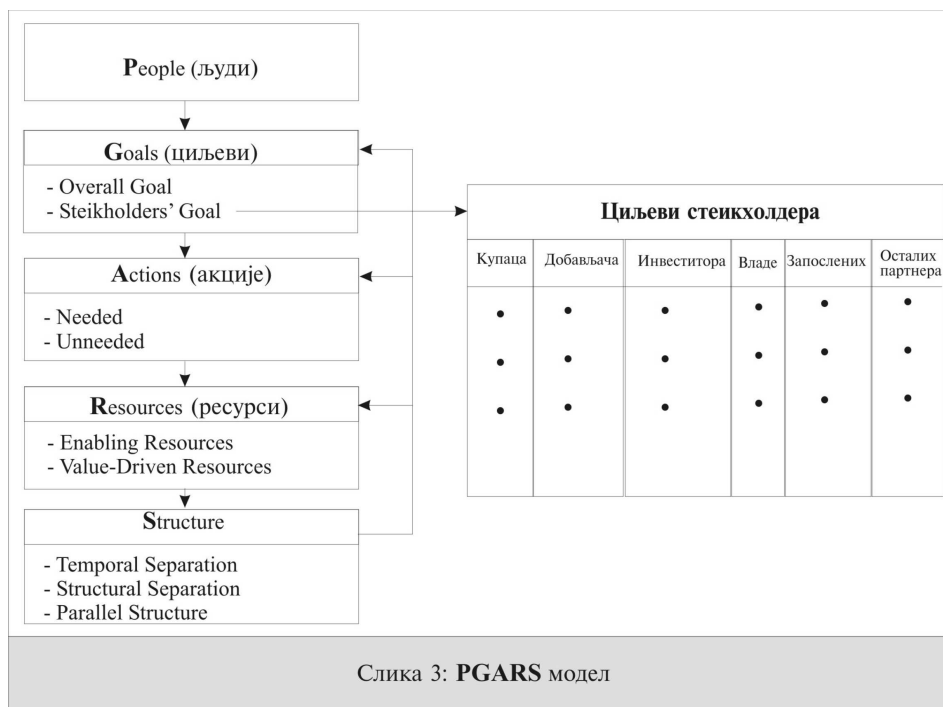 People (људи)
Goals (циљеви)
- Overall Goal
- Steikholders' Goal
Actions (акције)
- Needed
- Unneeded
Resources (ресурси)
- Enabling Resources
- Value-Driven Resources
Structure
- Temporal Separation
- Structural Separation
- Parallel Structure
Циљеви стеикхолдера
Купаца
Добављача
Инвеститора
Владе
Запослених
Осталих
партнера
Слика 3: PGARS модел